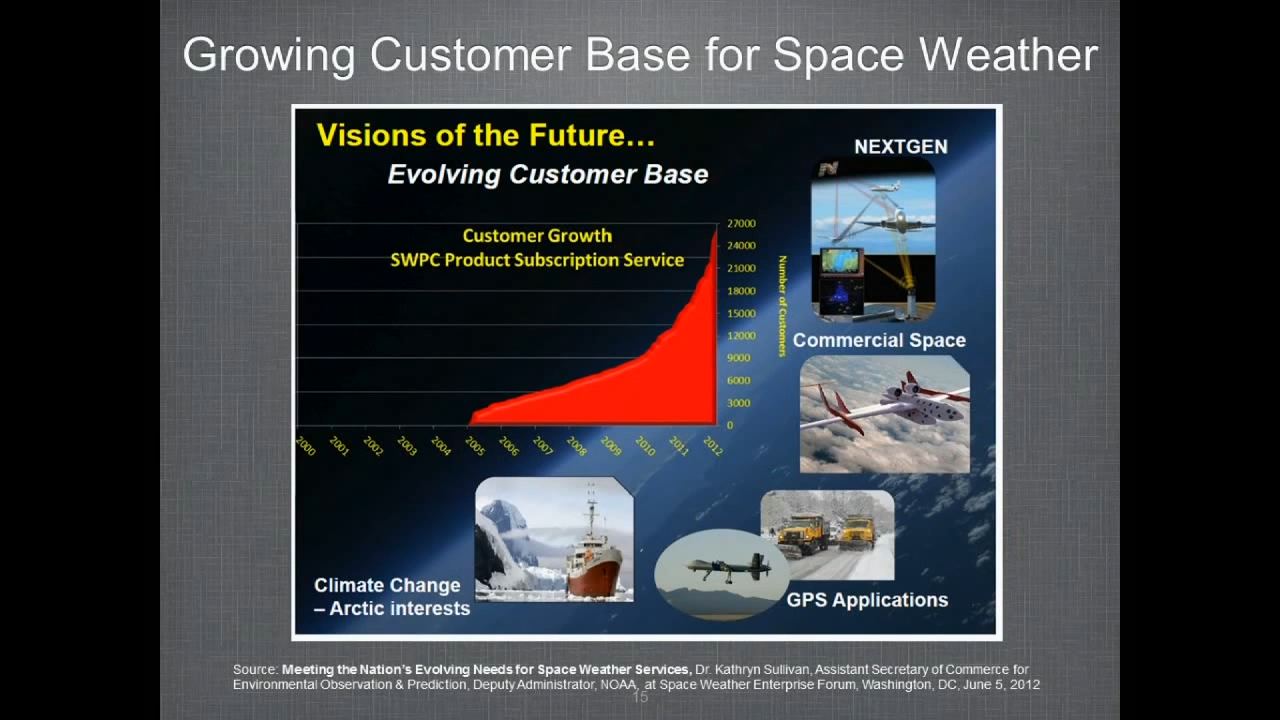 Growing Customer Base for Space Weather
Visions of the Future…
Evolving Customer Base
NEXTGEN
Customer Growth
SWPC Product Subscription Service
27000
24000
21000
18000
15000
12000
9000
6000
3000
0
Number of Customers
2000
2001
2002
2003
2004
2005
2006
2007
2008
2009
2010
2011
2012
Commercial Space
Climate Change
– Arctic interests
GPS Applications
Source: Meeting the Nation's Evolving Needs for Space Weather Services, Dr. Kathryn Sullivan, Assistant Secretary of Commerce for
Environmental Observation & Prediction, Deputy Administrator, NOAA, at Space Weather Enterprise Forum, Washington, DC, June 5, 2012
15